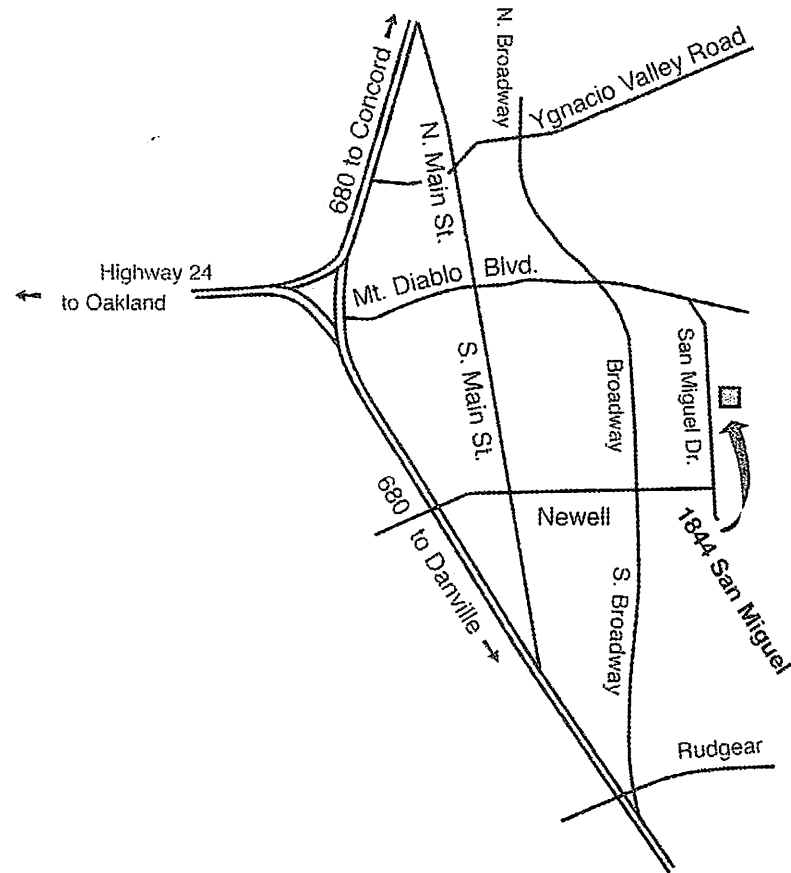 N. Broadway
Ygnacio Valley Road
680 to Concord
N. Main St.
Highway 24
to Oakland
Mt. Diablo Blvd.
S. Main St.
Broadway
San Miguel Dr.
680 to Danville
Newell
1844 San Miguel
S. Broadway
Rudgear